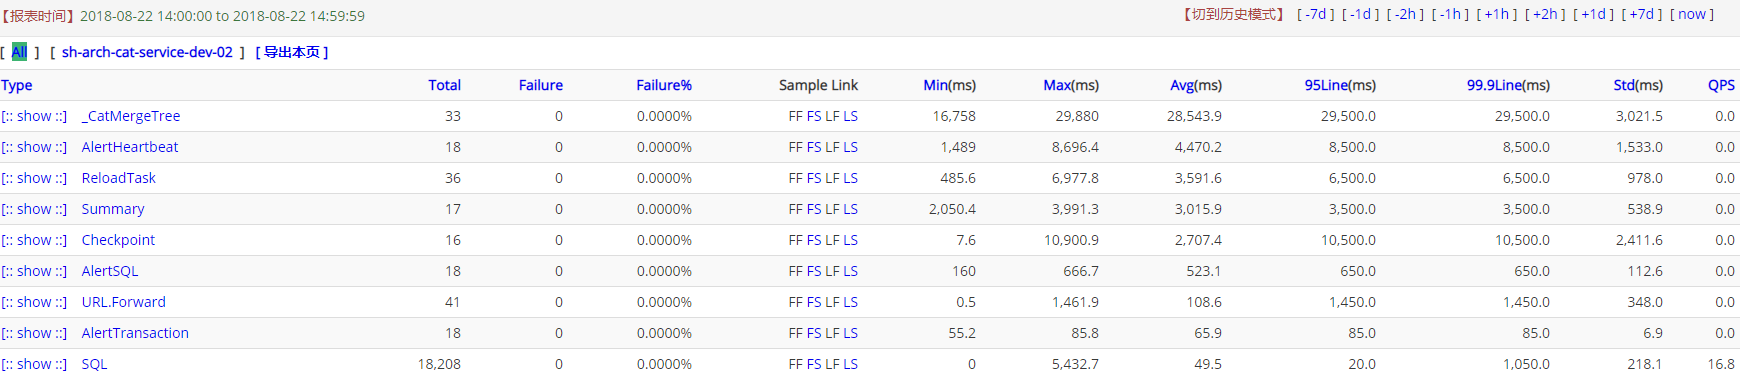 【报表时间】2018-08-22 14:00:00 to 2018-08-22 14:59:59 【切到历史模式】 [ -7d ] [ -1d ] [ -2h ] [ -1h ] [ +1h ] [ +2h ] [ +1d ] [ +7d ] [ now ]
[ All ] [ sh-arch-cat-service-dev-02 ] [ 导出本页 ]
Type Total Failure Failure% Sample Link Min(ms) Max(ms) Avg(ms) 95Line(ms) 99.9Line(ms) Std(ms) QPS
[:: show ::] _CatMergeTree 33 0 0.0000% FF FS LF LS 16,758 29,880 28,543.9 29,500.0 29,500.0 3,021.5 0.0
[:: show ::] AlertHeartbeat 18 0 0.0000% FF FS LF LS 1,489 8,696.4 4,470.2 8,500.0 8,500.0 1,533.0 0.0
[:: show ::] ReloadTask 36 0 0.0000% FF FS LF LS 485.6 6,977.8 3,591.6 6,500.0 6,500.0 978.0 0.0
[:: show ::] Summary 17 0 0.0000% FF FS LF LS 2,050.4 3,991.3 3,015.9 3,500.0 3,500.0 538.9 0.0
[:: show ::] Checkpoint 16 0 0.0000% FF FS LF LS 7.6 10,900.9 2,707.4 10,500.0 10,500.0 2,411.6 0.0
[:: show ::] AlertSQL 18 0 0.0000% FF FS LF LS 160 666.7 523.1 650.0 650.0 112.6 0.0
[:: show ::] URL.Forward 41 0 0.0000% FF FS LF LS 0.5 1,461.9 108.6 1,450.0 1,450.0 348.0 0.0
[:: show ::] AlertTransaction 18 0 0.0000% FF FS LF LS 55.2 85.8 65.9 85.0 85.0 6.9 0.0
[:: show ::] SQL 18,208 0 0.0000% FF FS LF LS 0 5,432.7 49.5 20.0 1,050.0 218.1 16.8